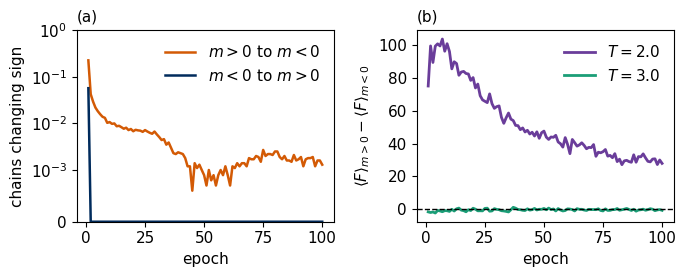 (a)
chains changing sign
10⁰
10⁻¹
10⁻²
10⁻³
0
m > 0 to m < 0
m < 0 to m > 0
0 25 50 75 100
epoch
(b)
⟨F⟩ₘ﹥₀ − ⟨F⟩ₘ﹤₀
100
80
60
40
20
0
T = 2.0
T = 3.0
0 25 50 75 100
epoch